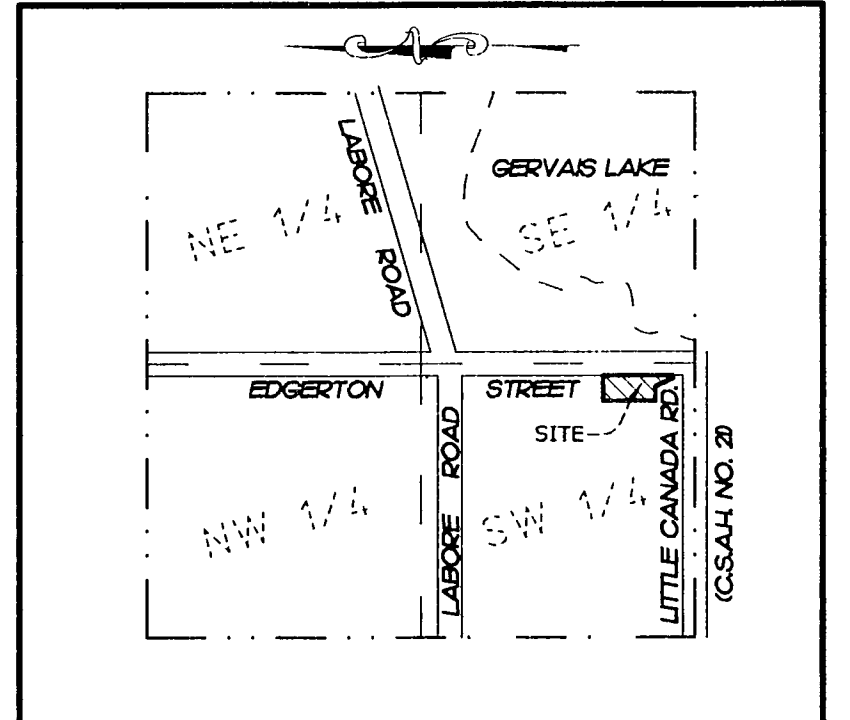 LABORE ROAD
GERVAIS LAKE
NE 1/4
SE 1/4
EDGERTON STREET
SITE
LABORE ROAD
LITTLE CANADA RD.
(C.S.A.H. NO. 21)
NW 1/4
SW 1/4